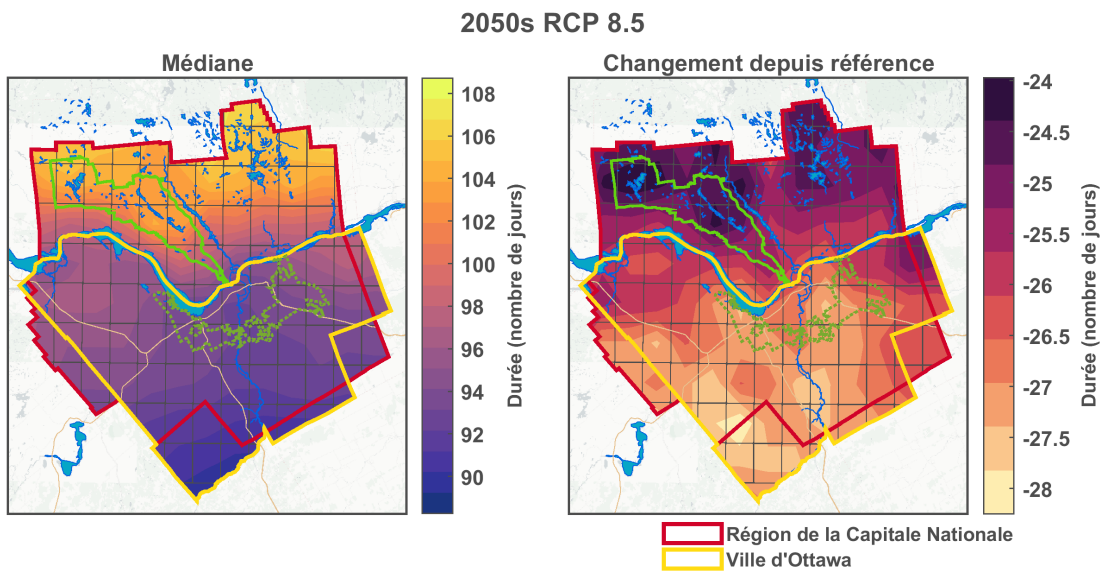 2050s RCP 8.5
Médiane
Changement depuis référence
108
106
104
102
100
98
96
94
92
90
Durée (nombre de jours)
-24
-24.5
-25
-25.5
-26
-26.5
-27
-27.5
-28
Durée (nombre de jours)
Région de la Capitale Nationale
Ville d'Ottawa